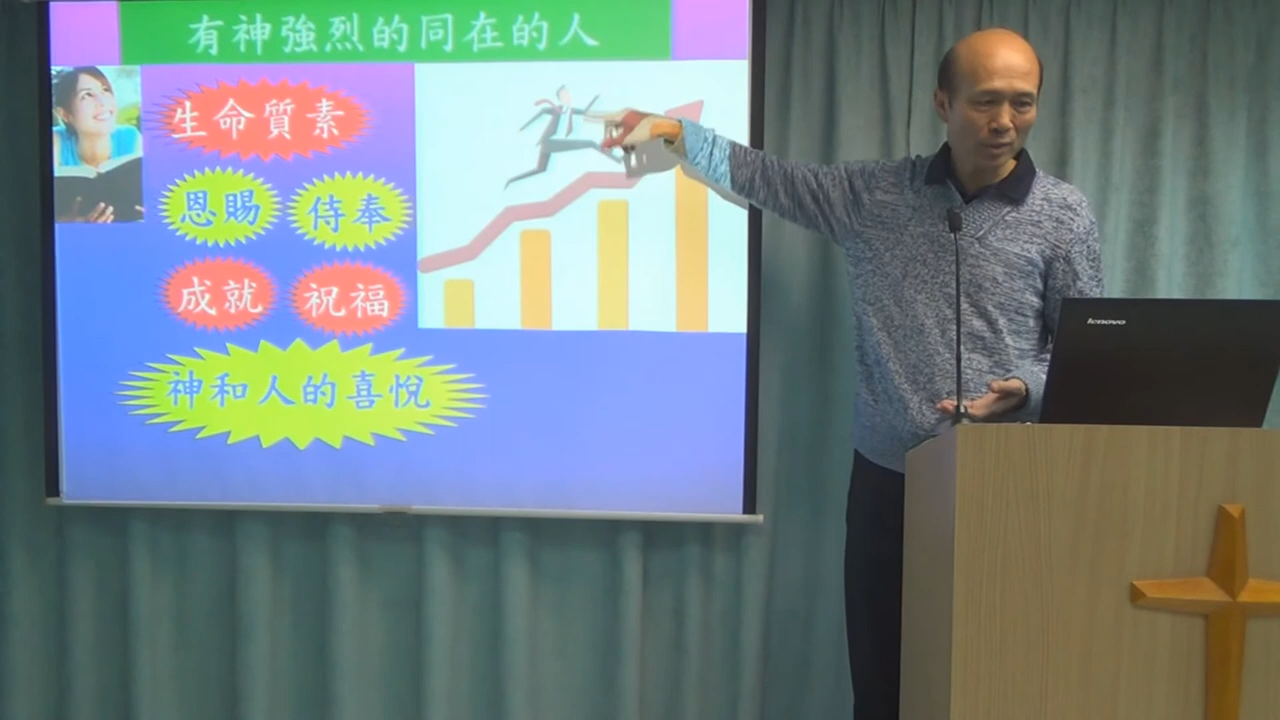 有神強烈的同在的人
生命質素
恩賜 侍奉
成就 祝福
神和人的喜悅
lenovo